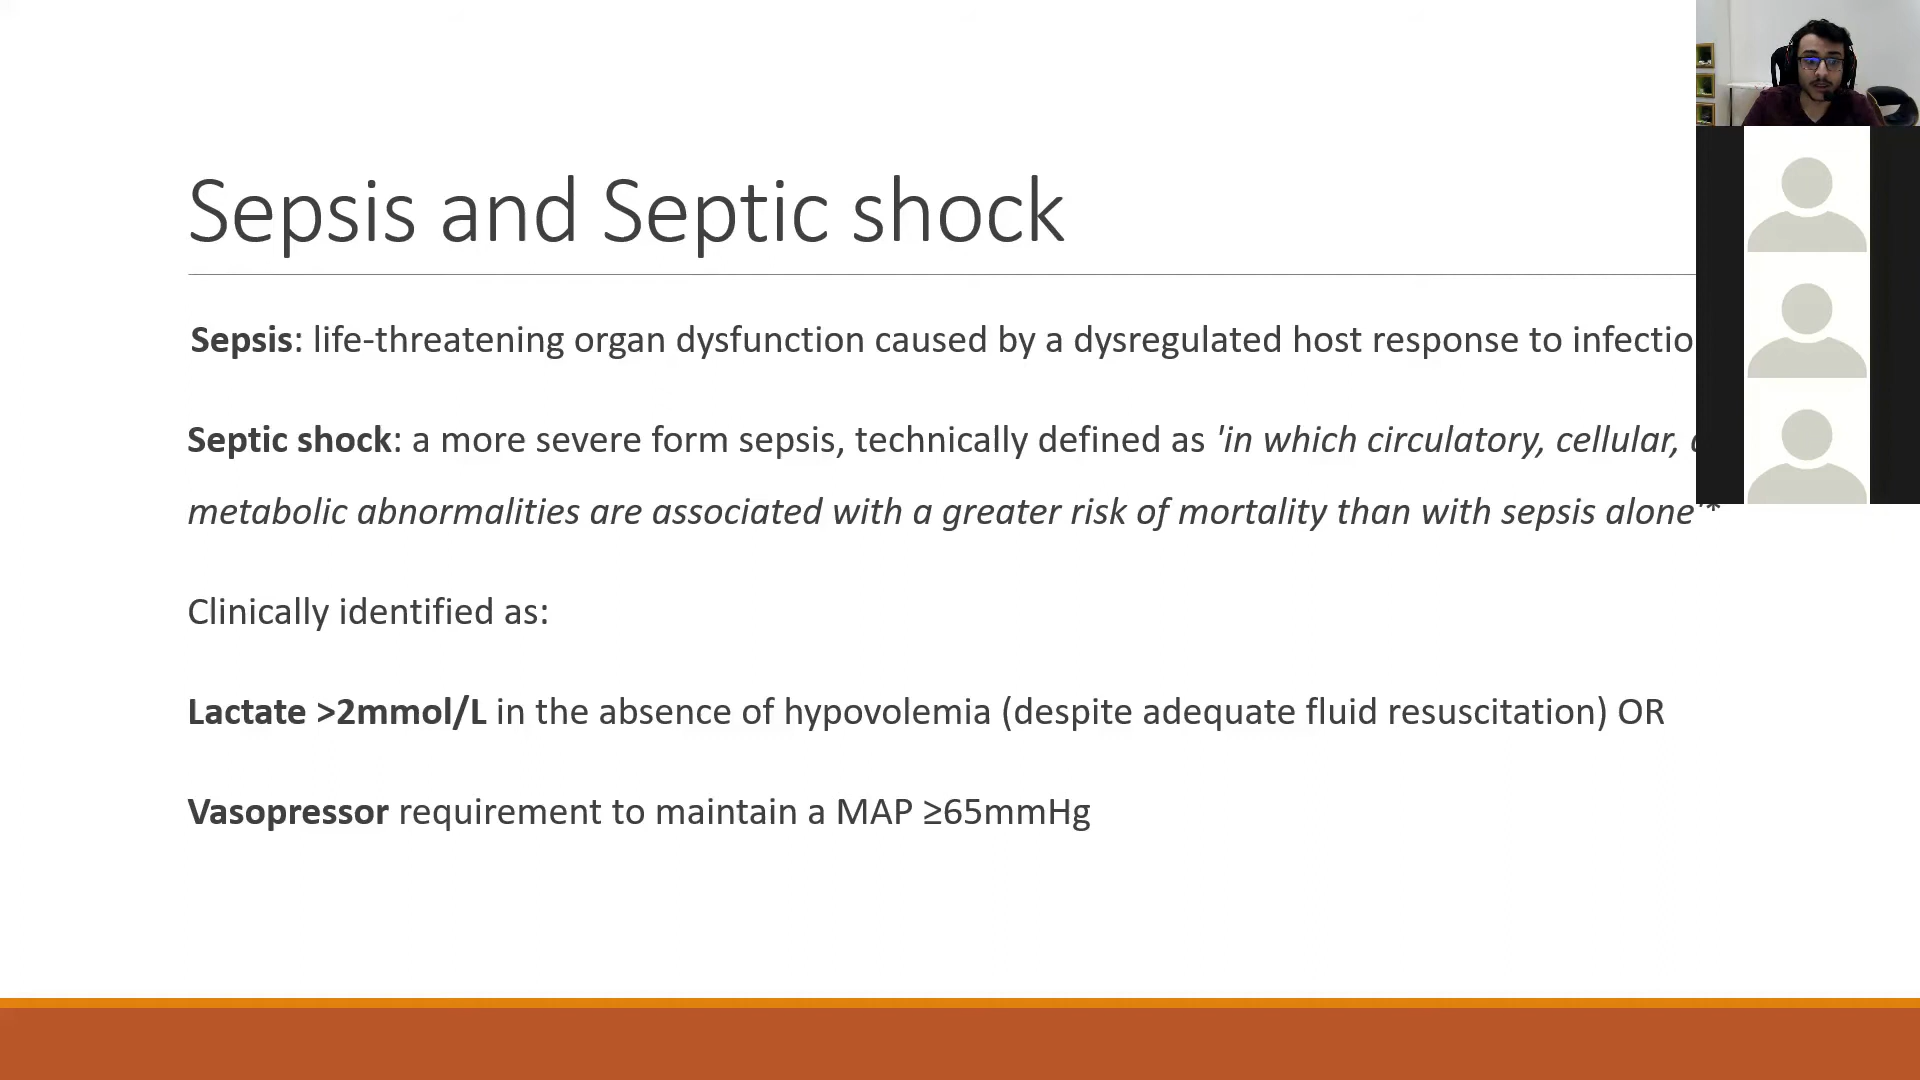 Sepsis and Septic shock
Sepsis: life-threatening organ dysfunction caused by a dysregulated host response to infectio
Septic shock: a more severe form sepsis, technically defined as 'in which circulatory, cellular,
metabolic abnormalities are associated with a greater risk of mortality than with sepsis alone'*
Clinically identified as:
Lactate >2mmol/L in the absence of hypovolemia (despite adequate fluid resuscitation) OR
Vasopressor requirement to maintain a MAP ≥65mmHg